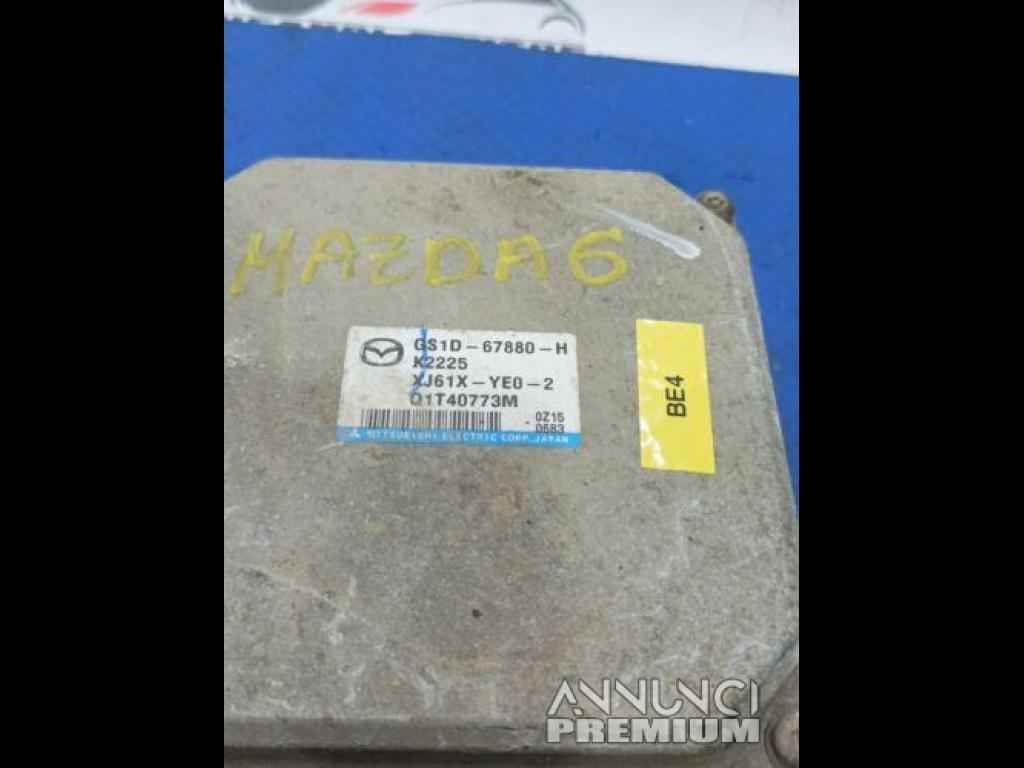 MAZDA6
GS1D-67880-H
K2225
XJ61X-YE0-2
Q1T40773M
0Z15
0683
MITSUBISHI ELECTRIC CORP. JAPAN
BE4
ANNUNCI
PREMIUM